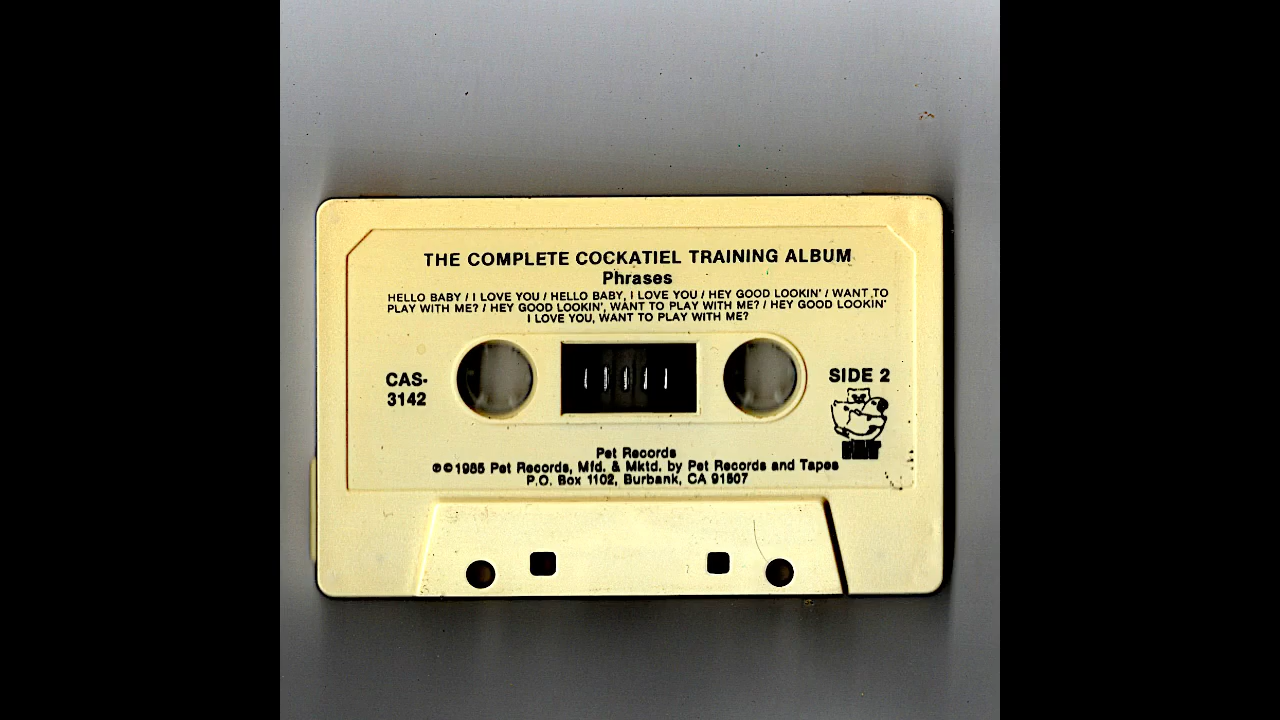 THE COMPLETE COCKATIEL TRAINING ALBUM
Phrases
HELLO BABY / I LOVE YOU / HELLO BABY, I LOVE YOU / HEY GOOD LOOKIN' / WANT TO
PLAY WITH ME? / HEY GOOD LOOKIN', WANT TO PLAY WITH ME? / HEY GOOD LOOKIN'
I LOVE YOU, WANT TO PLAY WITH ME?
CAS-
3142
SIDE 2
PET
Pet Records
℗©1985 Pet Records, Mfd. & Mktd. by Pet Records and Tapes
P.O. Box 1102, Burbank, CA 91507